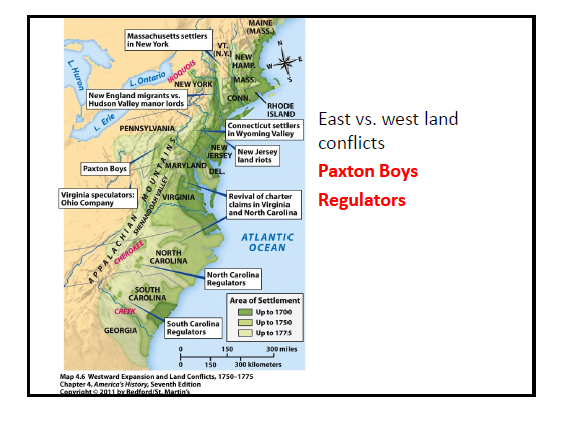 MAINE
(MASS.)
Massachusetts settlers
in New York
VT.
(N.Y.)
NEW
HAMP.
N
W
E
S
L. Huron
L. Ontario
IROQUOIS
NEW YORK
MASS.
New England migrants vs.
Hudson Valley manor lords
CONN.
RHODE
ISLAND
L. Erie
PENNSYLVANIA
Connecticut settlers
in Wyoming Valley
NEW
JERSEY
New Jersey
land riots
Paxton Boys
MARYLAND
DEL.
Virginia speculators:
Ohio Company
VIRGINIA
Revival of charter
claims in Virginia
and North Carolina
APPALACHIAN MOUNTAINS
SHENANDOAH VALLEY
ATLANTIC
OCEAN
CHEROKEE
NORTH
CAROLINA
North Carolina
Regulators
SOUTH
CAROLINA
CREEK
GEORGIA
South Carolina
Regulators
Area of Settlement
Up to 1700
Up to 1750
Up to 1775
0 150 300 miles
0 150 300 kilometers
Map 4.6 Westward Expansion and Land Conflicts, 1750–1775
Chapter 4, America's History, Seventh Edition
Copyright © 2011 by Bedford/St. Martin's
East vs. west land
conflicts
Paxton Boys
Regulators